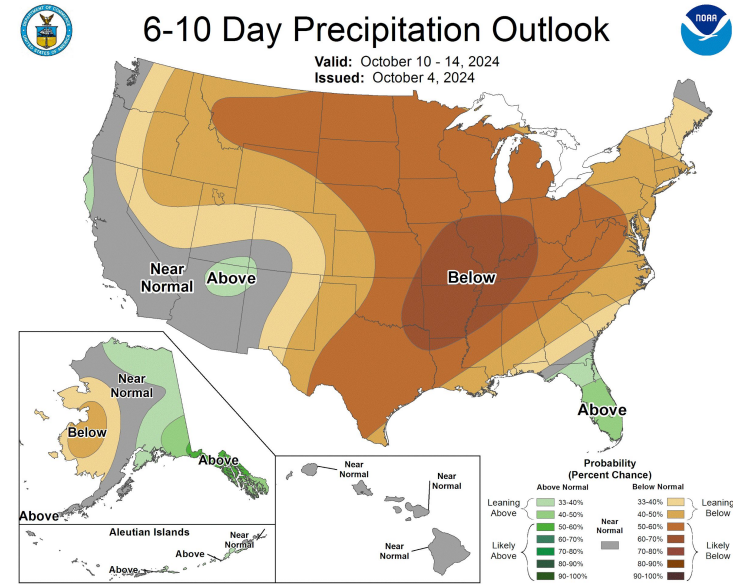 6-10 Day Precipitation Outlook
Valid: October 10 - 14, 2024
Issued: October 4, 2024
NOAA
Near
Normal
Above
Below
Above
Near
Normal
Below
Above
Above
Aleutian Islands
Near
Normal
Above
Above
Near
Normal
Near
Normal
Near
Normal
Probability
(Percent Chance)
Above Normal
Below Normal
Leaning
Above
33-40%
40-50%
Likely
Above
50-60%
60-70%
70-80%
80-90%
90-100%
Near
Normal
33-40%
40-50%
Leaning
Below
50-60%
60-70%
70-80%
80-90%
90-100%
Likely
Below